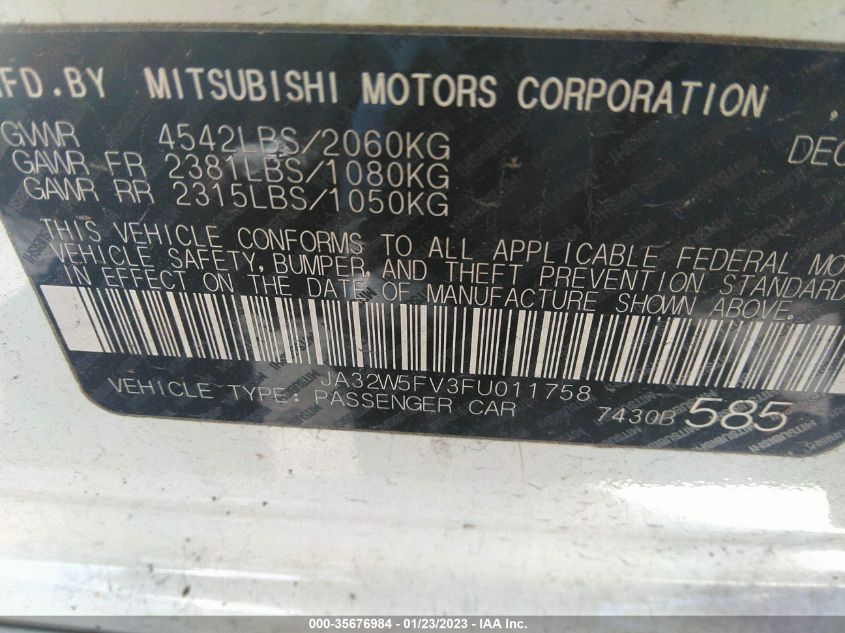 MFD.BY MITSUBISHI MOTORS CORPORATION
GVWR 4542LBS/2060KG DEC
GAWR FR 2381LBS/1080KG
GAWR RR 2315LBS/1050KG
THIS VEHICLE CONFORMS TO ALL APPLICABLE FEDERAL MO
VEHICLE SAFETY, BUMPER, AND THEFT PREVENTION STANDARD
IN EFFECT ON THE DATE OF MANUFACTURE SHOWN ABOVE.
JA32W5FV3FU011758
VEHICLE TYPE: PASSENGER CAR 7430B 585
000-35676984 - 01/23/2023 - © IAA Inc.